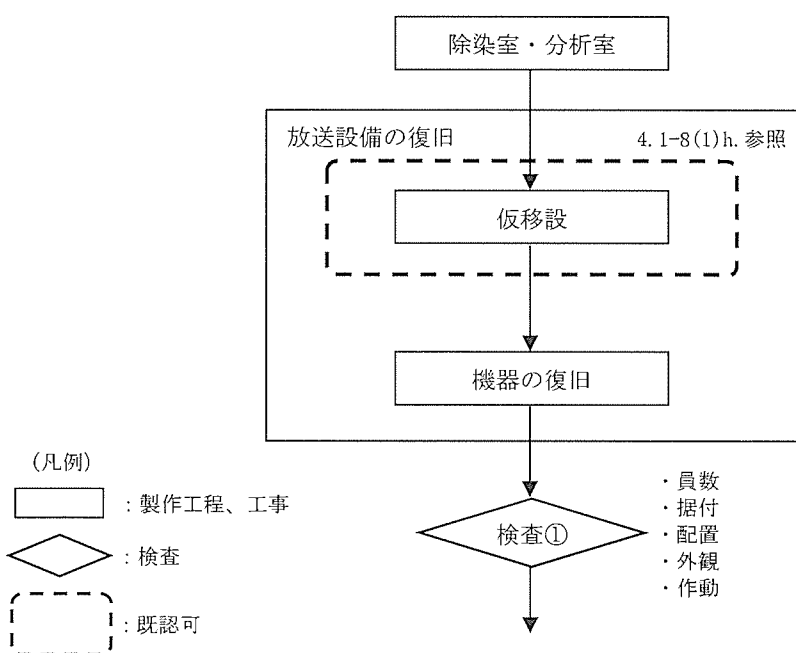 除染室・分析室
放送設備の復旧
4.1-8(1)h.参照
仮移設
機器の復旧
検査①
・員数
・据付
・配置
・外観
・作動
(凡例)
：製作工程、工事
：検査
：既認可